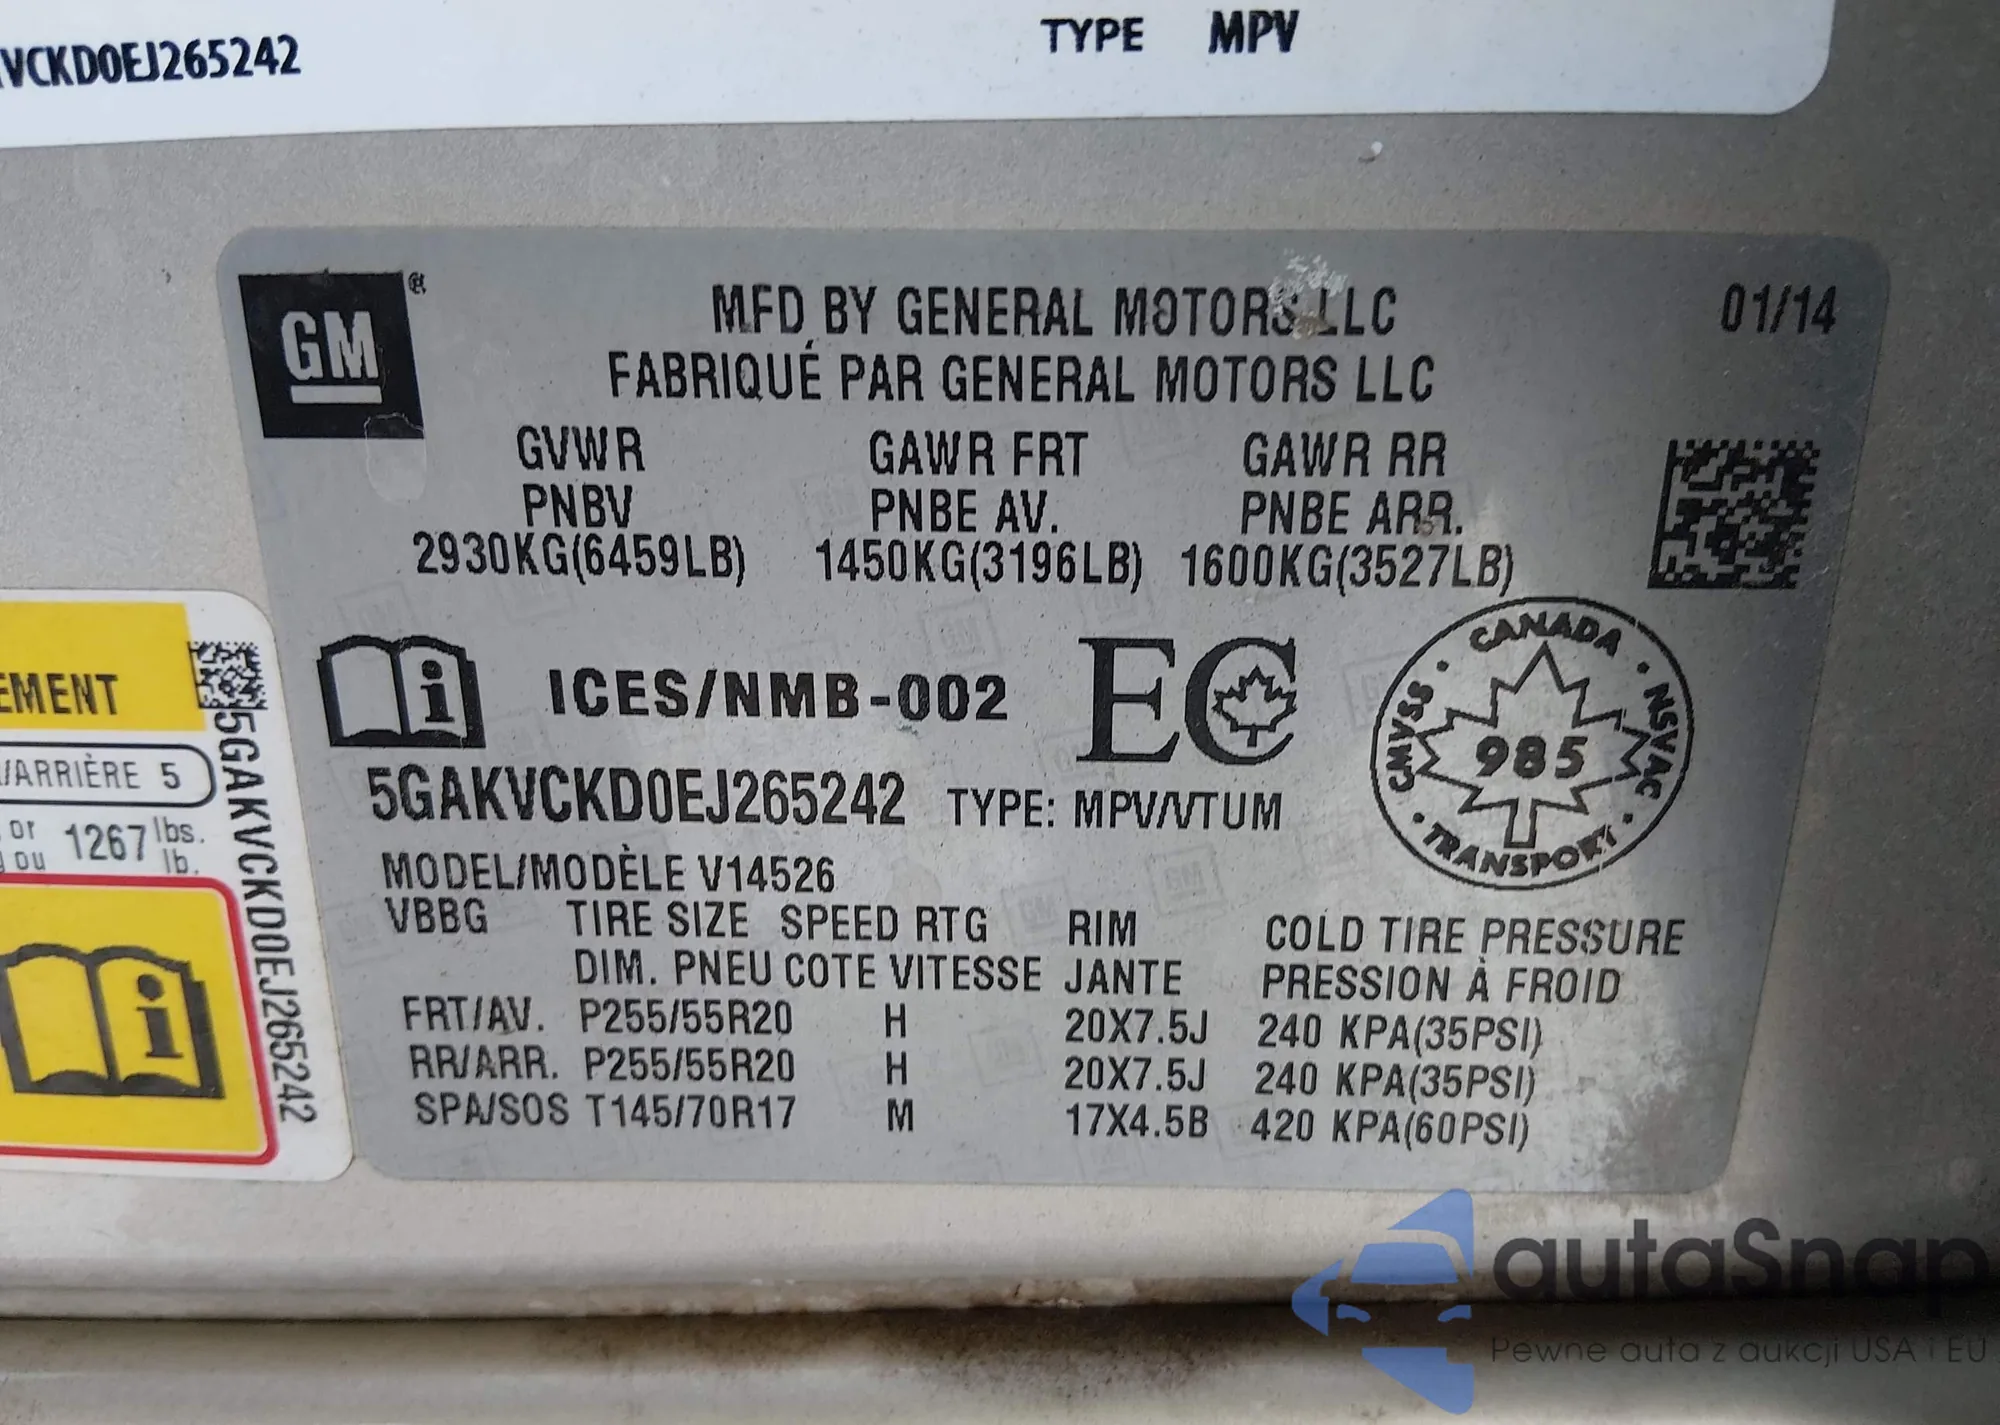 VCKD0EJ265242
TYPE MPV
GM
MFD BY GENERAL MOTORS LLC
01/14
FABRIQUÉ PAR GENERAL MOTORS LLC
GVWR GAWR FRT GAWR RR
PNBV PNBE AV. PNBE ARR.
2930KG(6459LB) 1450KG(3196LB) 1600KG(3527LB)
ICES/NMB-002 EC
CANADA
CMVSS 985 NSVAC
TRANSPORT
5GAKVCKD0EJ265242 TYPE: MPV/VTUM
MODEL/MODÈLE V14526
VBBG TIRE SIZE SPEED RTG RIM COLD TIRE PRESSURE
DIM. PNEU COTE VITESSE JANTE PRESSION À FROID
FRT/AV. P255/55R20 H 20X7.5J 240 KPA(35PSI)
RR/ARR. P255/55R20 H 20X7.5J 240 KPA(35PSI)
SPA/SOS T145/70R17 M 17X4.5B 420 KPA(60PSI)
EMENT
/ARRIÈRE 5
or 1267 lbs.
ou lb.
5GAKVCKD0EJ265242
autaSnap
Pewne auta z aukcji USA i EU